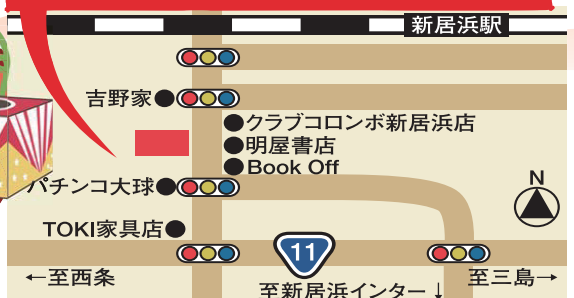 新居浜駅
吉野家
クラブコロンボ新居浜店
明屋書店
Book Off
パチンコ大球
N
TOKI家具店
11
←至西条
至三島→
至新居浜インター↓